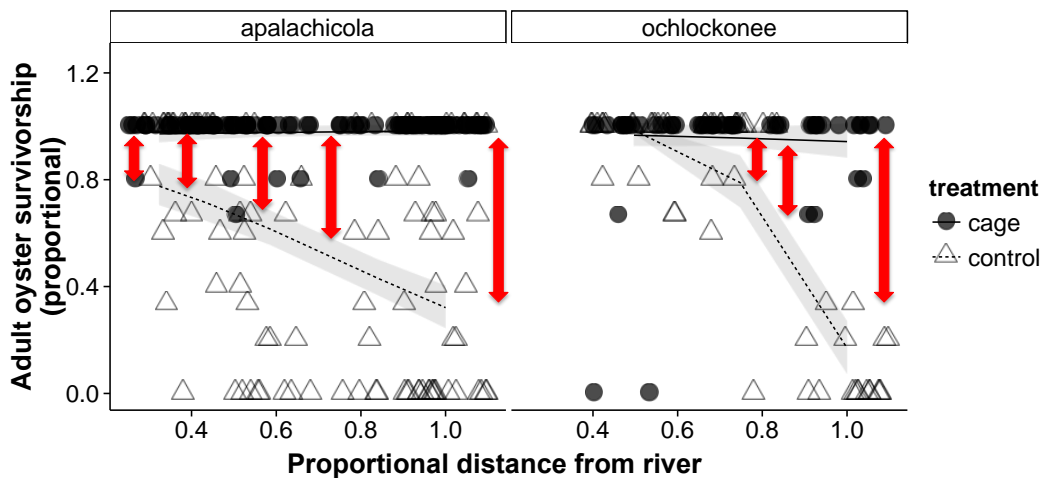 apalachicola
ochlockonee
1.2
0.8
0.4
0.0
Adult oyster survivorship
(proportional)
0.4
0.6
0.8
1.0
0.4
0.6
0.8
1.0
Proportional distance from river
treatment
cage
control